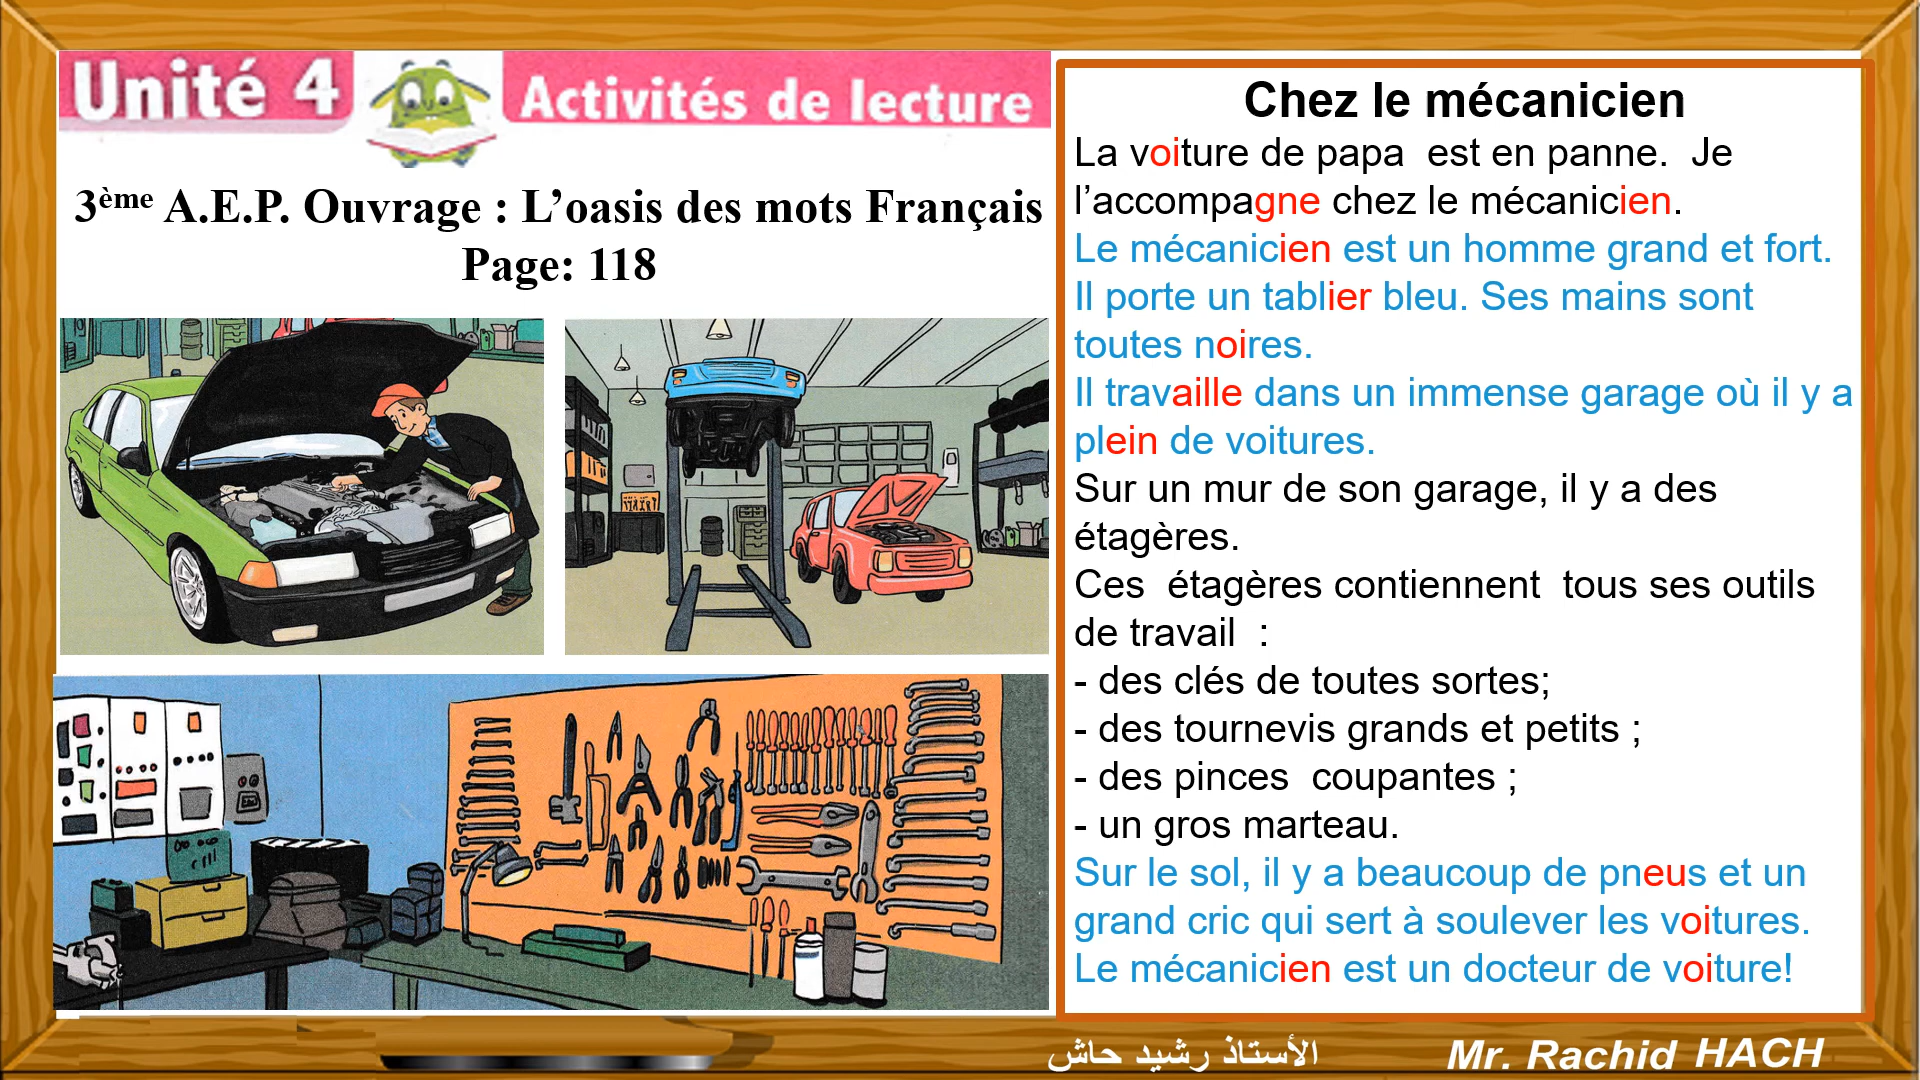 Unité 4
Activités de lecture
3ème A.E.P. Ouvrage : L’oasis des mots Français
Page: 118
Chez le mécanicien
La voiture de papa  est en panne.  Je
l’accompagne chez le mécanicien.
Le mécanicien est un homme grand et fort.
Il porte un tablier bleu. Ses mains sont
toutes noires.
Il travaille dans un immense garage où il y a
plein de voitures.
Sur un mur de son garage, il y a des
étagères.
Ces  étagères contiennent  tous ses outils
de travail  :
- des clés de toutes sortes;
- des tournevis grands et petits ;
- des pinces  coupantes ;
- un gros marteau.
Sur le sol, il y a beaucoup de pneus et un
grand cric qui sert à soulever les voitures.
Le mécanicien est un docteur de voiture!
الأستاذ رشيد حاش
Mr. Rachid HACH